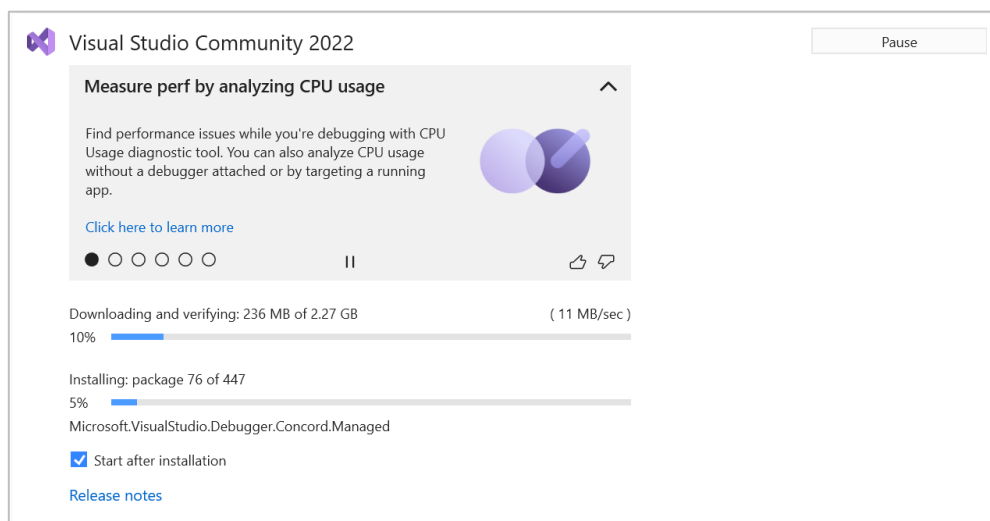 Visual Studio Community 2022
Pause
Measure perf by analyzing CPU usage
Find performance issues while you're debugging with CPU
Usage diagnostic tool. You can also analyze CPU usage
without a debugger attached or by targeting a running
app.
Click here to learn more
Downloading and verifying: 236 MB of 2.27 GB
( 11 MB/sec )
10%
Installing: package 76 of 447
5%
Microsoft.VisualStudio.Debugger.Concord.Managed
Start after installation
Release notes